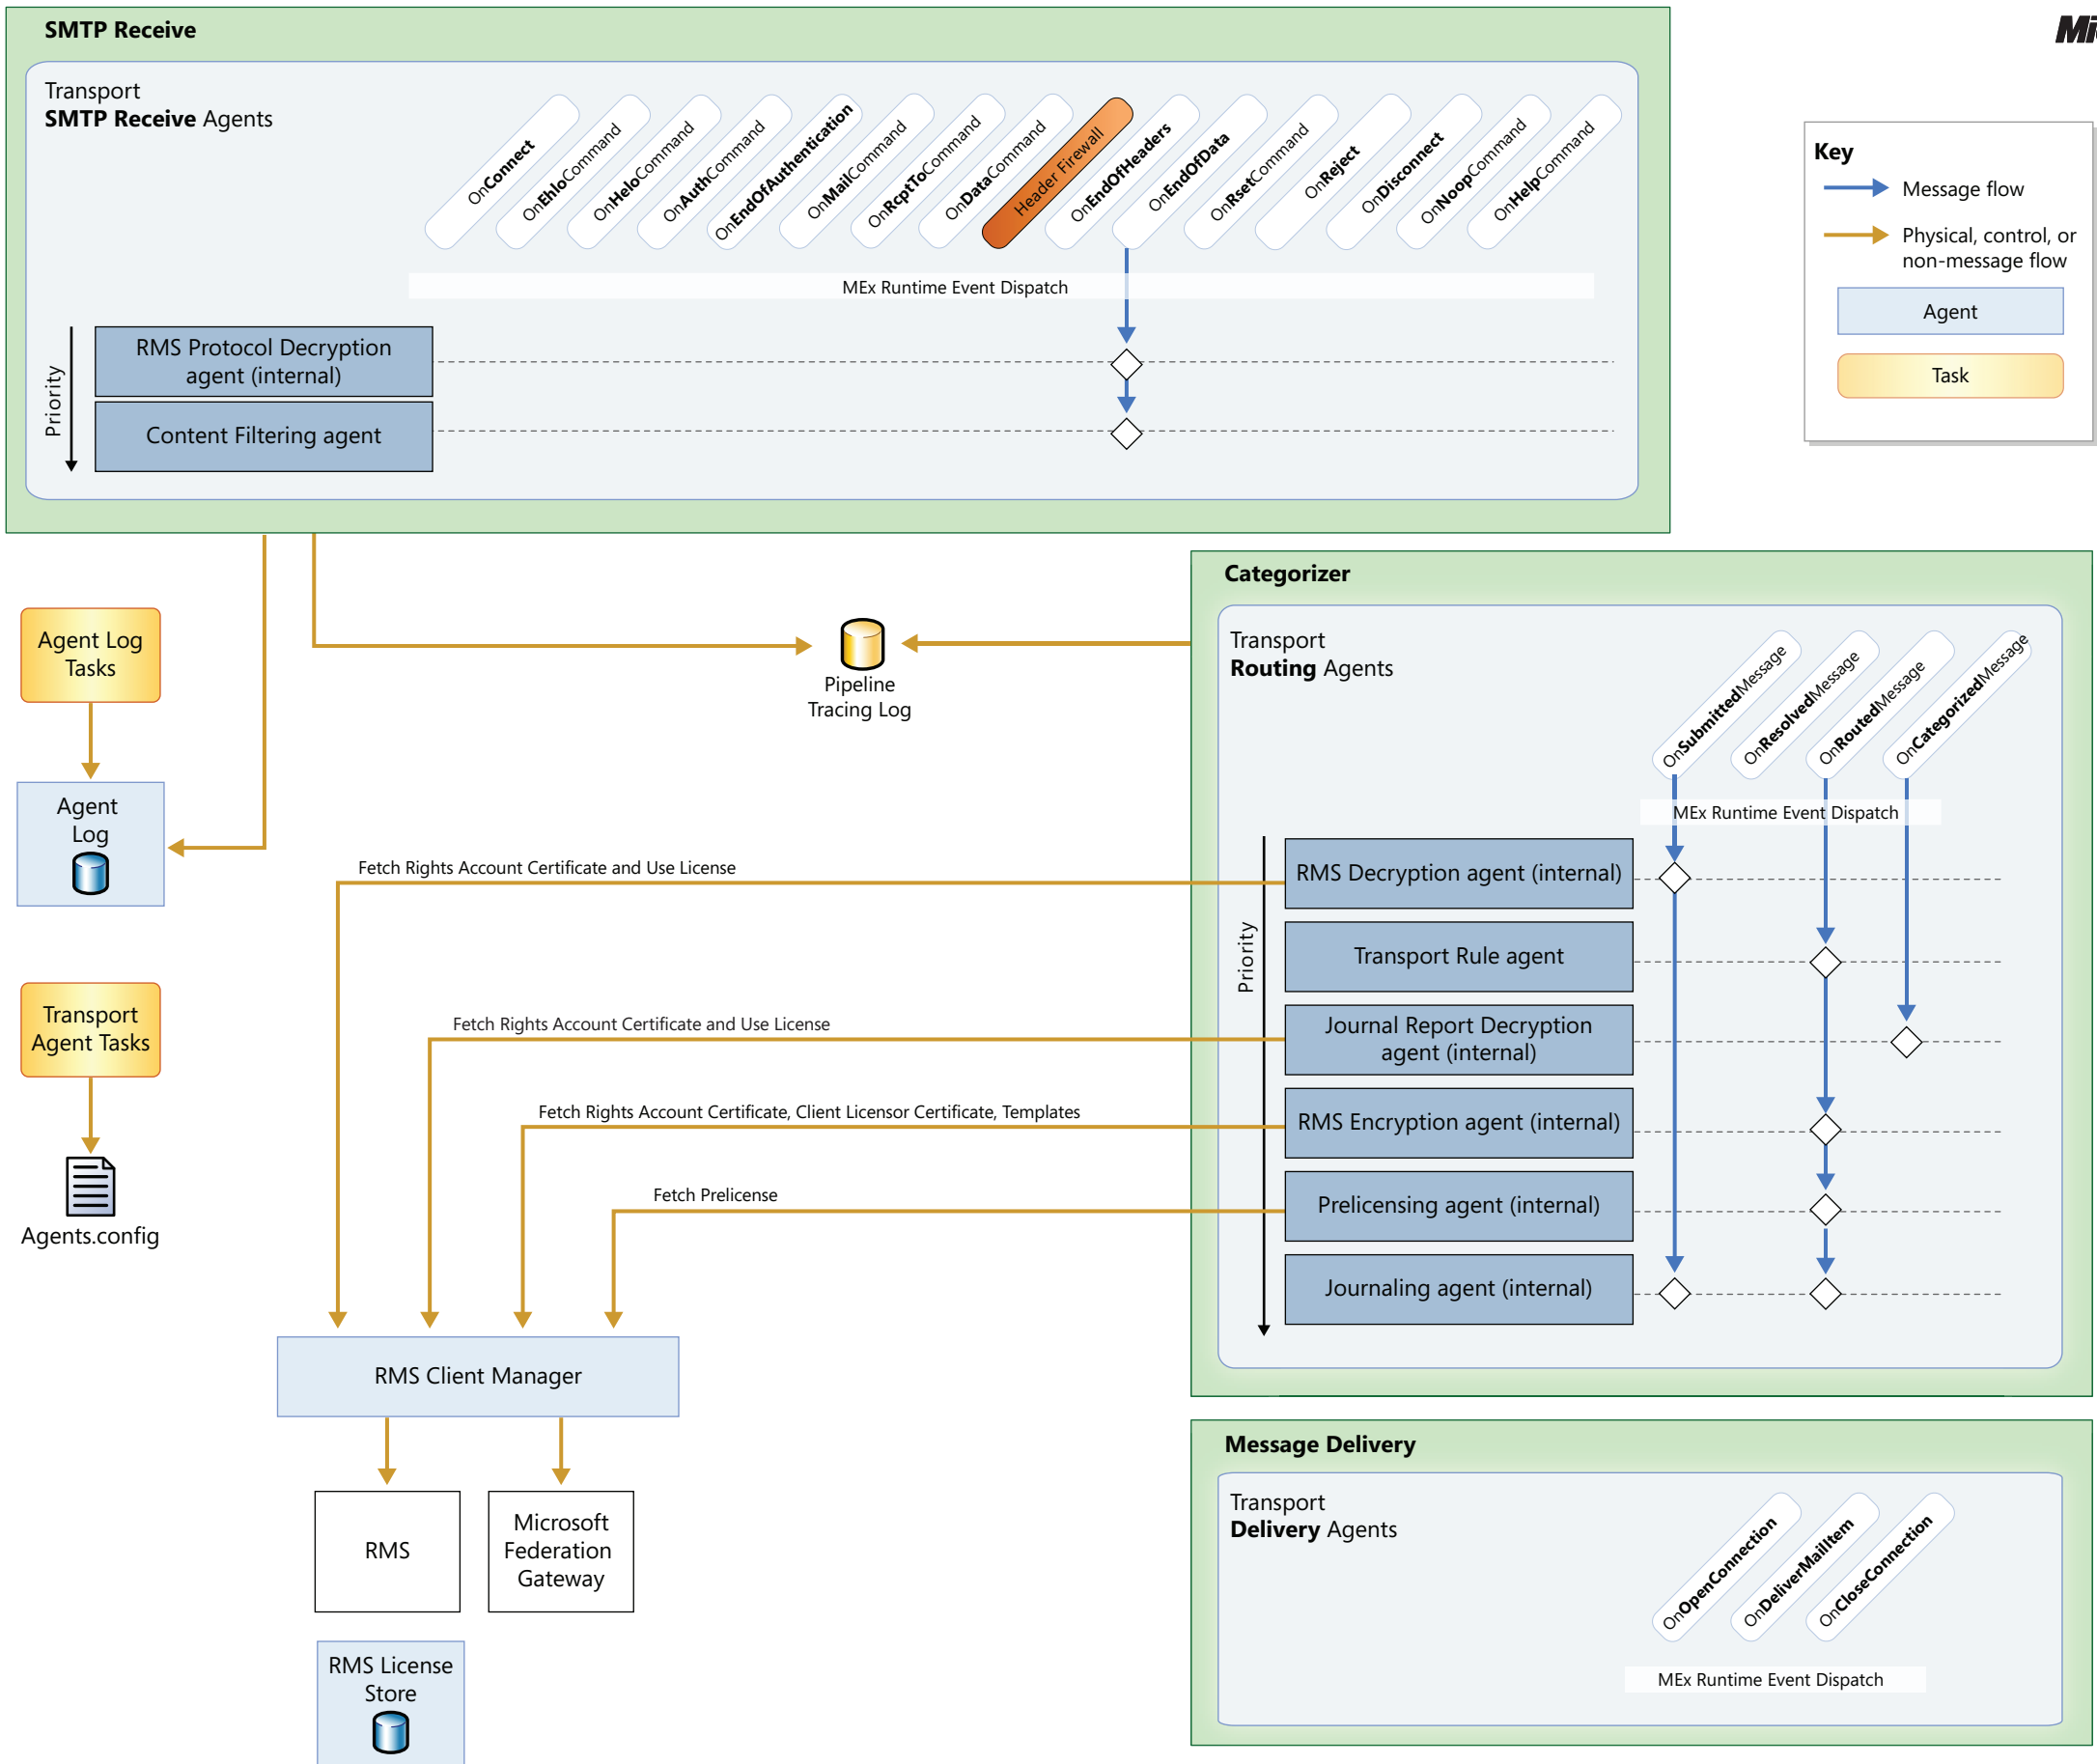 SMTP Receive
Transport
SMTP Receive Agents
OnConnect
OnEhloCommand
OnHeloCommand
OnAuthCommand
OnEndOfAuthentication
OnMailCommand
OnRcptToCommand
OnDataCommand
Header Firewall
OnEndOfHeaders
OnEndOfData
OnRsetCommand
OnReject
OnDisconnect
OnNoopCommand
OnHelpCommand
MEx Runtime Event Dispatch
Priority
RMS Protocol Decryption
agent (internal)
Content Filtering agent
Key
Message flow
Physical, control, or
non-message flow
Agent
Task
Agent Log
Tasks
Agent
Log
Pipeline
Tracing Log
Transport
Agent Tasks
Agents.config
Categorizer
Transport
Routing Agents
OnSubmittedMessage
OnResolvedMessage
OnRoutedMessage
OnCategorizedMessage
MEx Runtime Event Dispatch
Priority
RMS Decryption agent (internal)
Transport Rule agent
Journal Report Decryption
agent (internal)
RMS Encryption agent (internal)
Prelicensing agent (internal)
Journaling agent (internal)
Fetch Rights Account Certificate and Use License
Fetch Rights Account Certificate and Use License
Fetch Rights Account Certificate, Client Licensor Certificate, Templates
Fetch Prelicense
RMS Client Manager
RMS
Microsoft
Federation
Gateway
RMS License
Store
Message Delivery
Transport
Delivery Agents
OnOpenConnection
OnDeliverMailItem
OnCloseConnection
MEx Runtime Event Dispatch